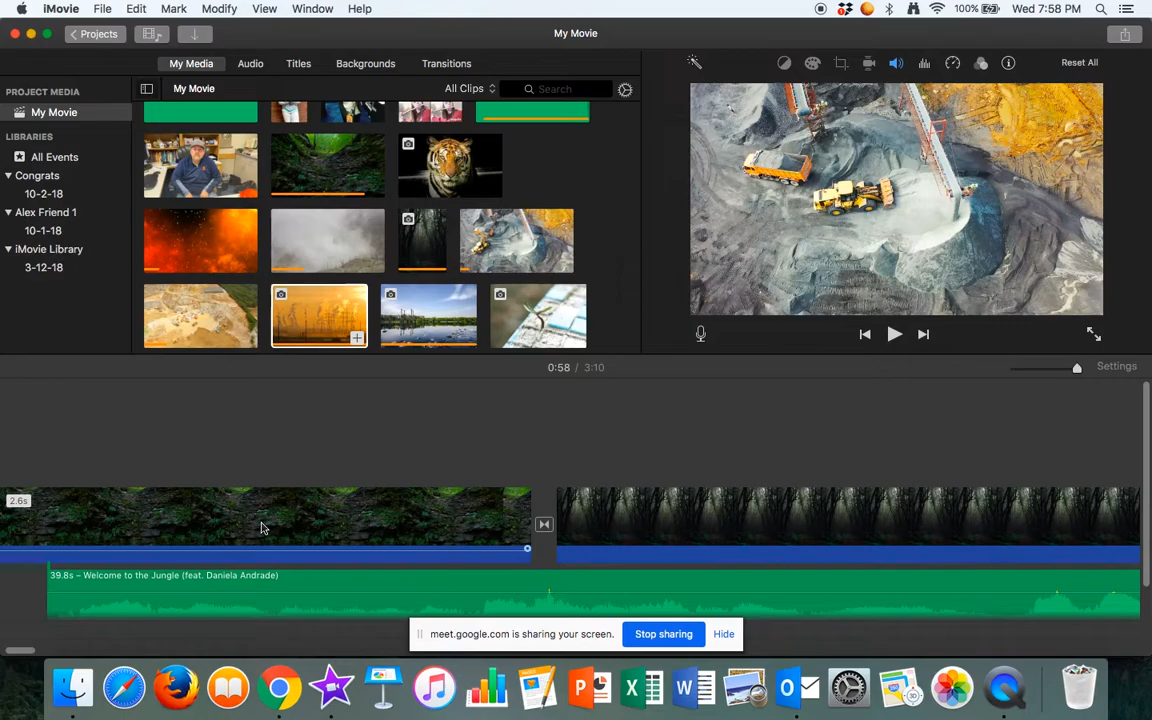 iMovie File Edit Mark Modify View Window Help 100% Wed 7:58 PM
Projects My Movie
My Media Audio Titles Backgrounds Transitions Reset All
PROJECT MEDIA My Movie All Clips Search
My Movie
LIBRARIES
All Events
Congrats
10-2-18
Alex Friend 1
10-1-18
iMovie Library
3-12-18
0:58 / 3:10 Settings
2.6s
39.8s – Welcome to the Jungle (feat. Daniela Andrade)
meet.google.com is sharing your screen. Stop sharing Hide